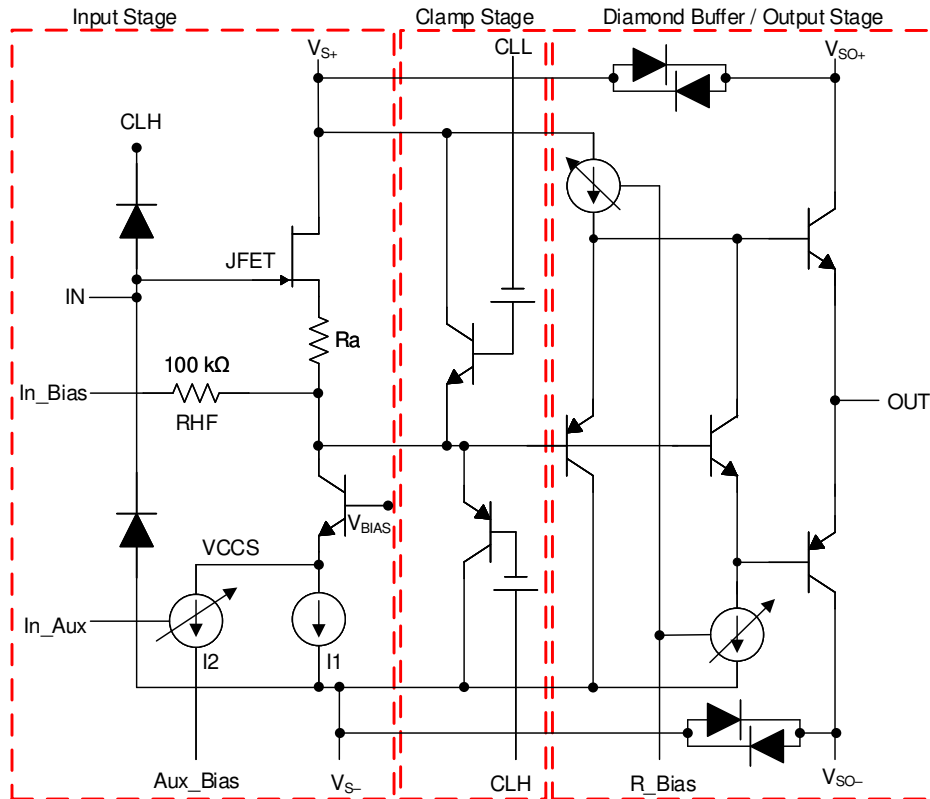 Input Stage
Clamp Stage
Diamond Buffer / Output Stage
VS+
CLL
VSO+
CLH
JFET
IN
Ra
100 kΩ
In_Bias
RHF
OUT
VBIAS
VCCS
In_Aux
I2
I1
Aux_Bias
VS–
CLH
R_Bias
VSO–